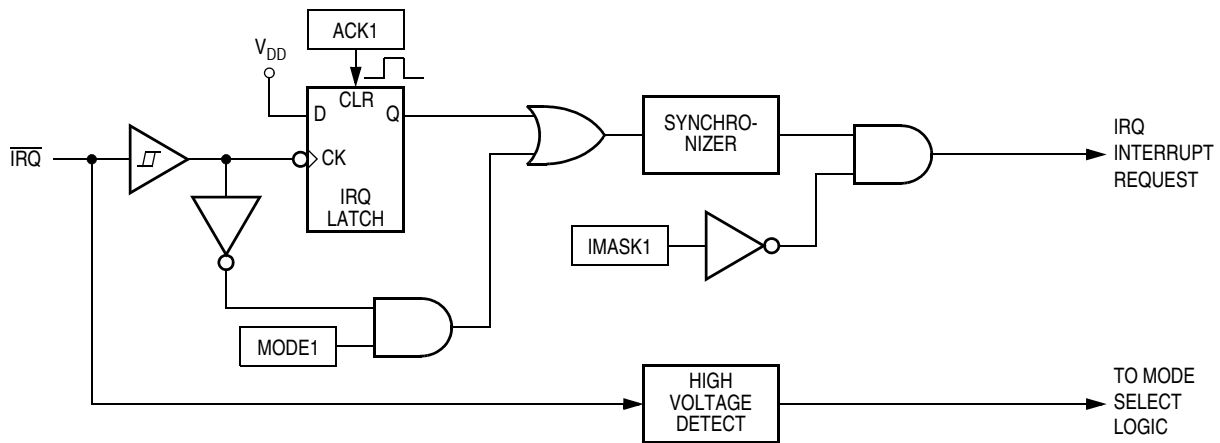 ACK1
VDD
D
CLR
Q
CK
IRQ
LATCH
IRQ
SYNCHRO-
NIZER
IRQ
INTERRUPT
REQUEST
IMASK1
MODE1
HIGH
VOLTAGE
DETECT
TO MODE
SELECT
LOGIC